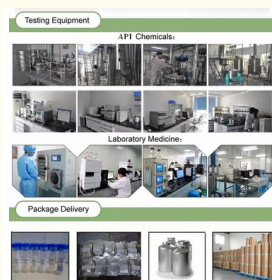 Testing Equipment
API Chemicals:
Laboratory Medicine:
Package Delivery